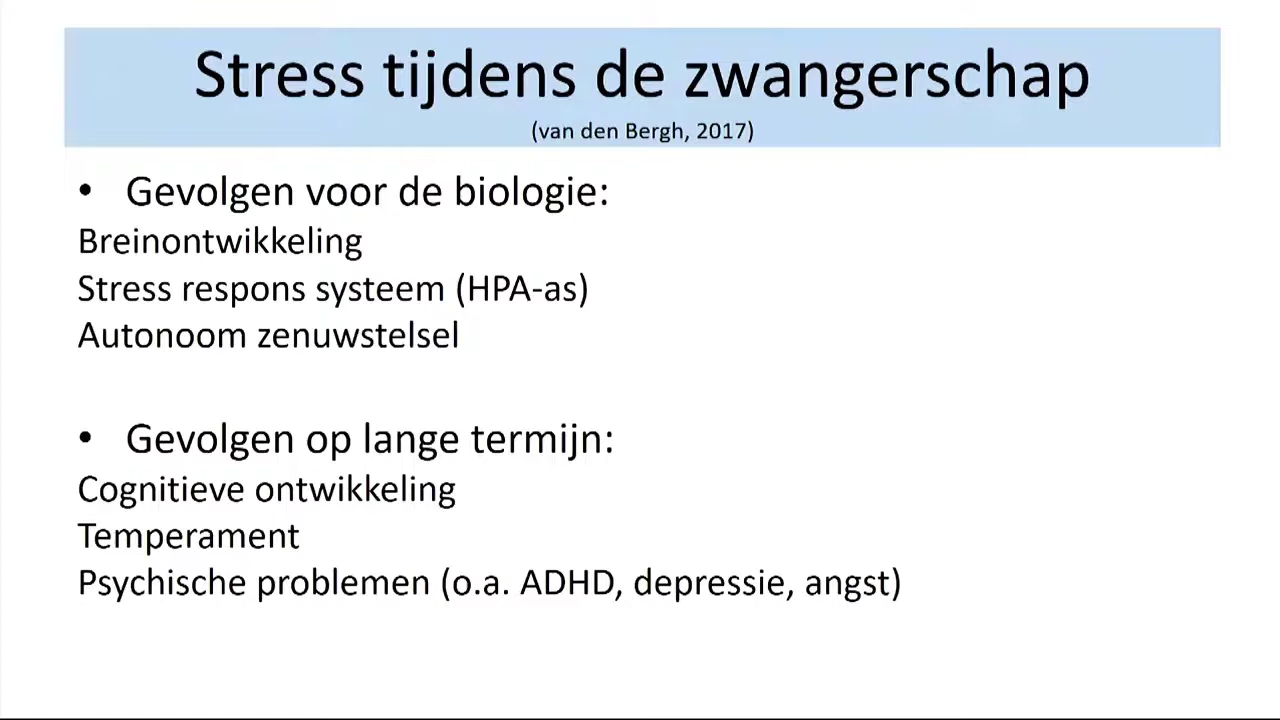 Stress tijdens de zwangerschap
(van den Bergh, 2017)
• Gevolgen voor de biologie:
Breinontwikkeling
Stress respons systeem (HPA-as)
Autonoom zenuwstelsel
• Gevolgen op lange termijn:
Cognitieve ontwikkeling
Temperament
Psychische problemen (o.a. ADHD, depressie, angst)